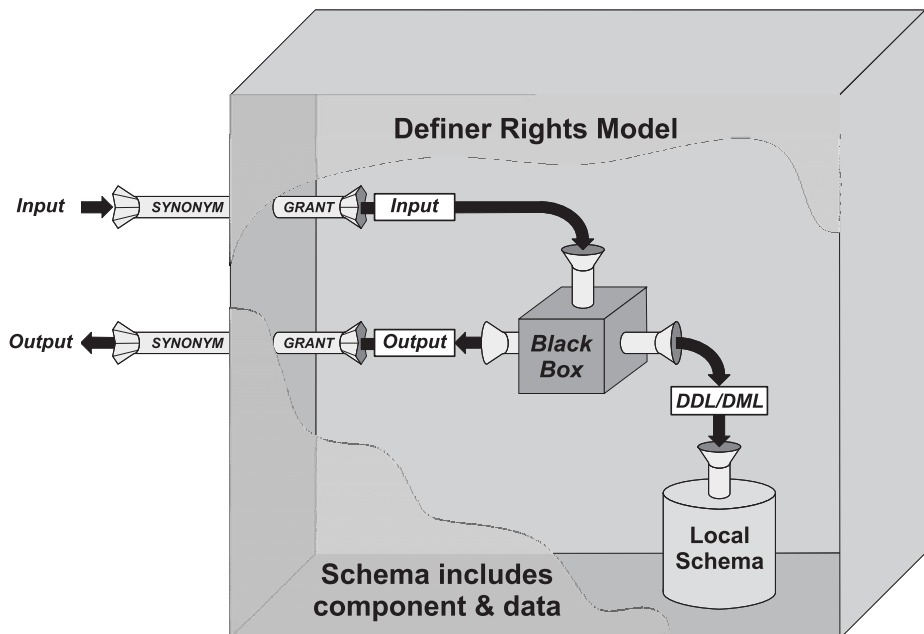 Definer Rights Model
Input
SYNONYM
GRANT
Input
Output
SYNONYM
GRANT
Output
Black
Box
DDL/DML
Local
Schema
Schema includes
component & data